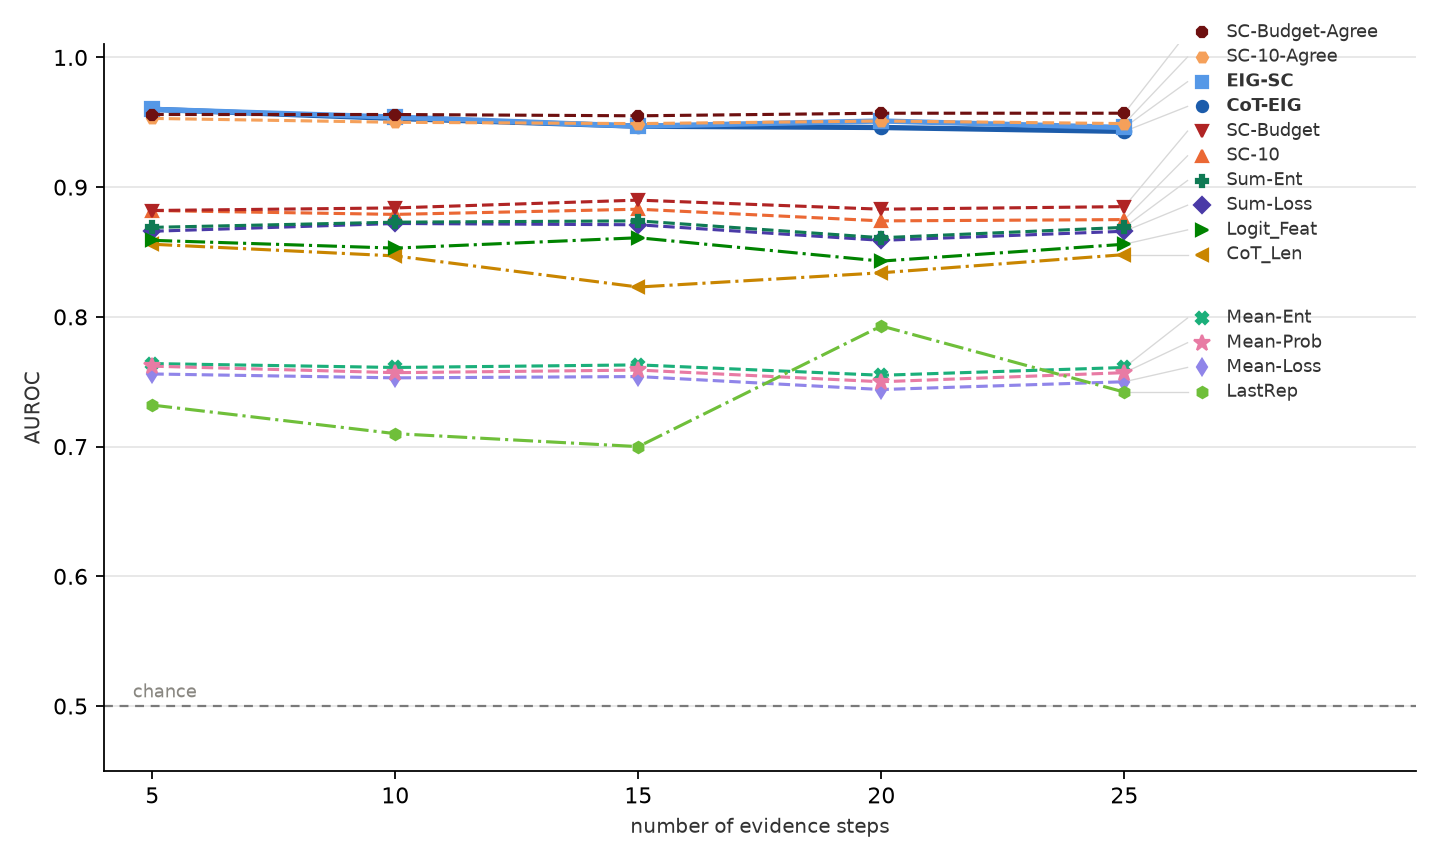 SC-Budget-Agree
SC-10-Agree
EIG-SC
CoT-EIG
SC-Budget
SC-10
Sum-Ent
Sum-Loss
Logit_Feat
CoT_Len
Mean-Ent
Mean-Prob
Mean-Loss
LastRep
1.0
0.9
0.8
0.7
0.6
0.5
AUROC
chance
5 10 15 20 25
number of evidence steps